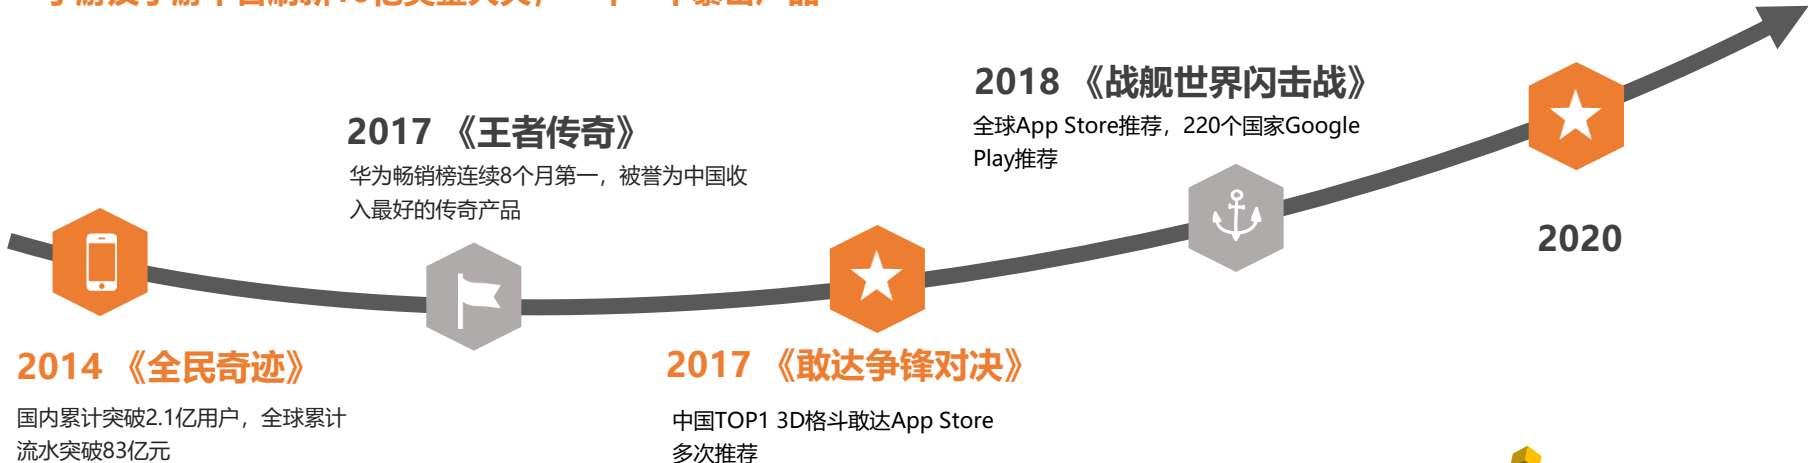 2018 《战舰世界闪击战》
全球App Store推荐，220个国家Google
Play推荐
2017 《王者传奇》
华为畅销榜连续8个月第一，被誉为中国收
入最好的传奇产品
2020
2014 《全民奇迹》
国内累计突破2.1亿用户，全球累计
流水突破83亿元
2017 《敢达争锋对决》
中国TOP1 3D格斗敢达App Store
多次推荐